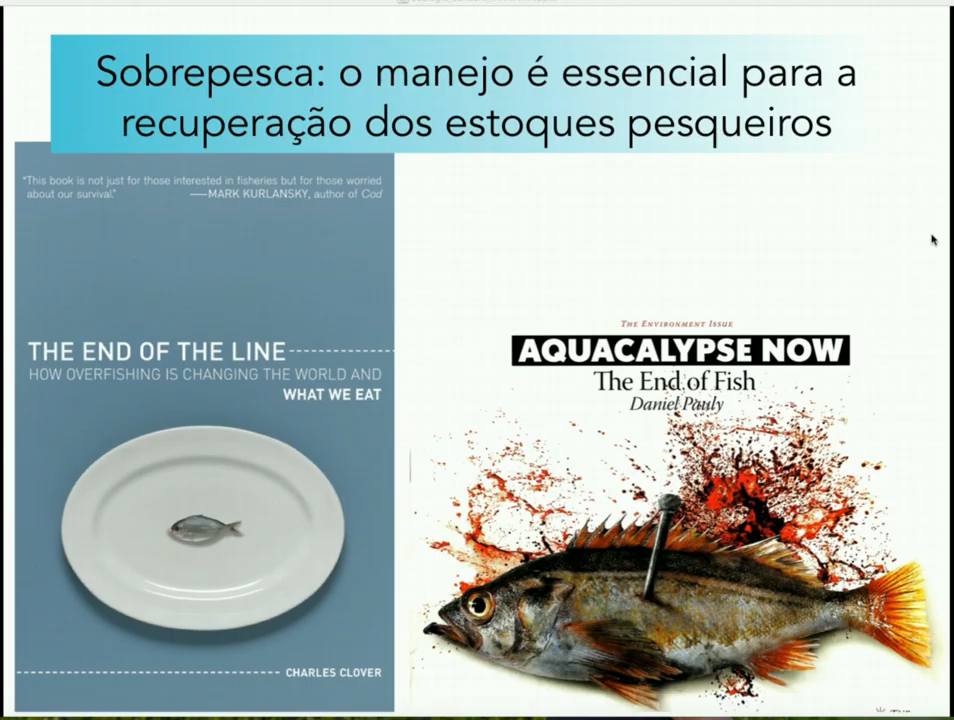 Sobrepesca: o manejo é essencial para a
recuperação dos estoques pesqueiros
"This book is not just for those interested in fisheries but for those worried
about our survival."
—MARK KURLANSKY, author of Cod
THE END OF THE LINE
HOW OVERFISHING IS CHANGING THE WORLD AND
WHAT WE EAT
CHARLES CLOVER
THE ENVIRONMENT ISSUE
AQUACALYPSE NOW
The End of Fish
Daniel Pauly